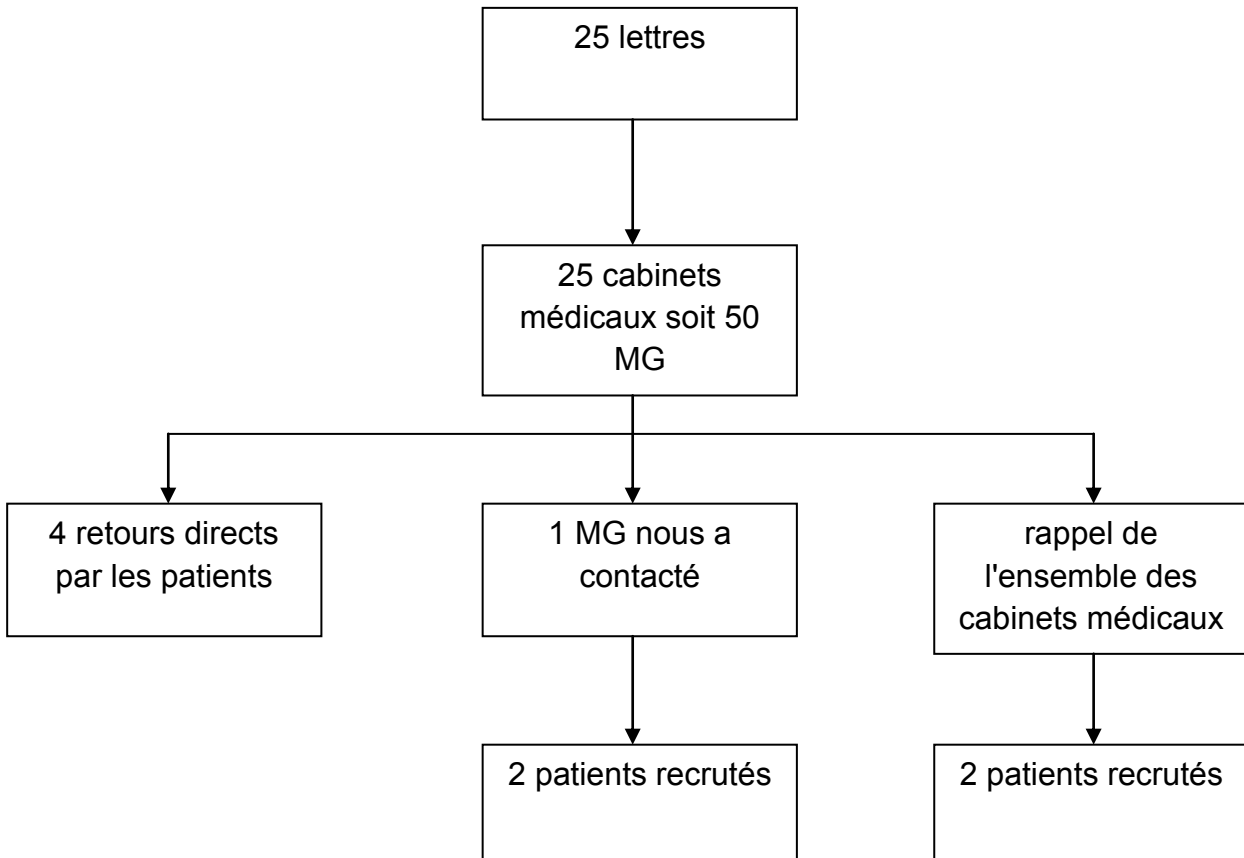 25 lettres
25 cabinets
médicaux soit 50
MG
4 retours directs
par les patients
1 MG nous a
contacté
rappel de
l'ensemble des
cabinets médicaux
2 patients recrutés
2 patients recrutés